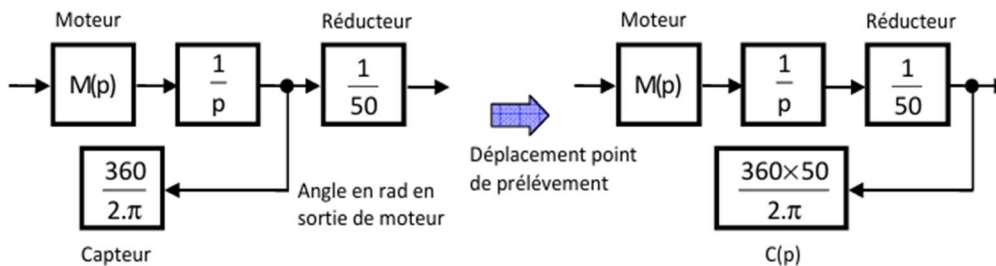 Moteur
Réducteur
M(p)
1
p
1
50
360
2.π
Capteur
Angle en rad en
sortie de moteur
Déplacement point
de prélévement
Moteur
Réducteur
M(p)
1
p
1
50
360×50
2.π
C(p)